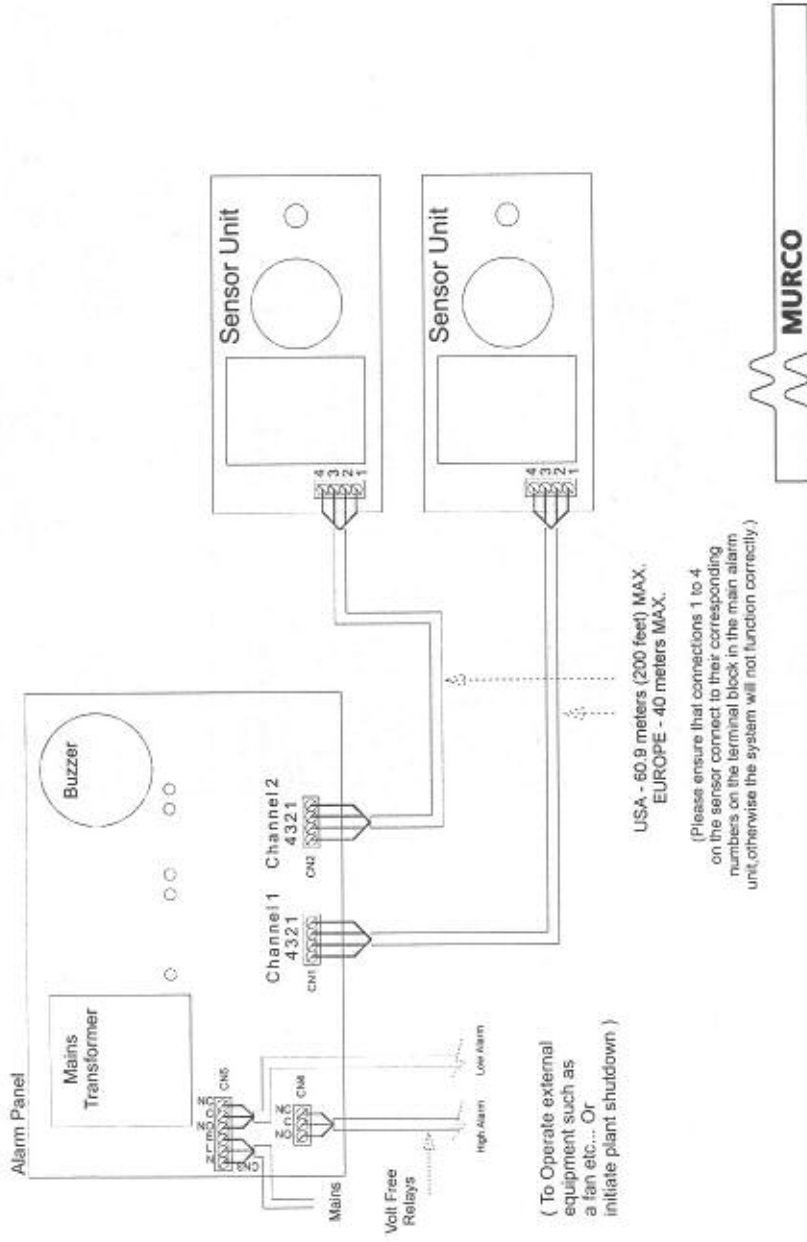 Alarm Panel
Mains
Transformer
Buzzer
NC
C
NO
E
L
N
CN5
CN3
NC
C
NO
CN4
Channel 1
4321
CN1
Channel 2
4321
CN2
Mains
Volt Free
Relays
High Alarm
Low Alarm
( To Operate external
equipment such as
a fan etc... Or
initiate plant shutdown )
Sensor Unit
4
3
2
1
Sensor Unit
4
3
2
1
USA - 60.9 meters (200 feet) MAX.
EUROPE - 40 meters MAX.
(Please ensure that connections 1 to 4
on the sensor connect to their corresponding
numbers on the terminal block in the main alarm
unit,otherwise the system will not function correctly.)
MURCO